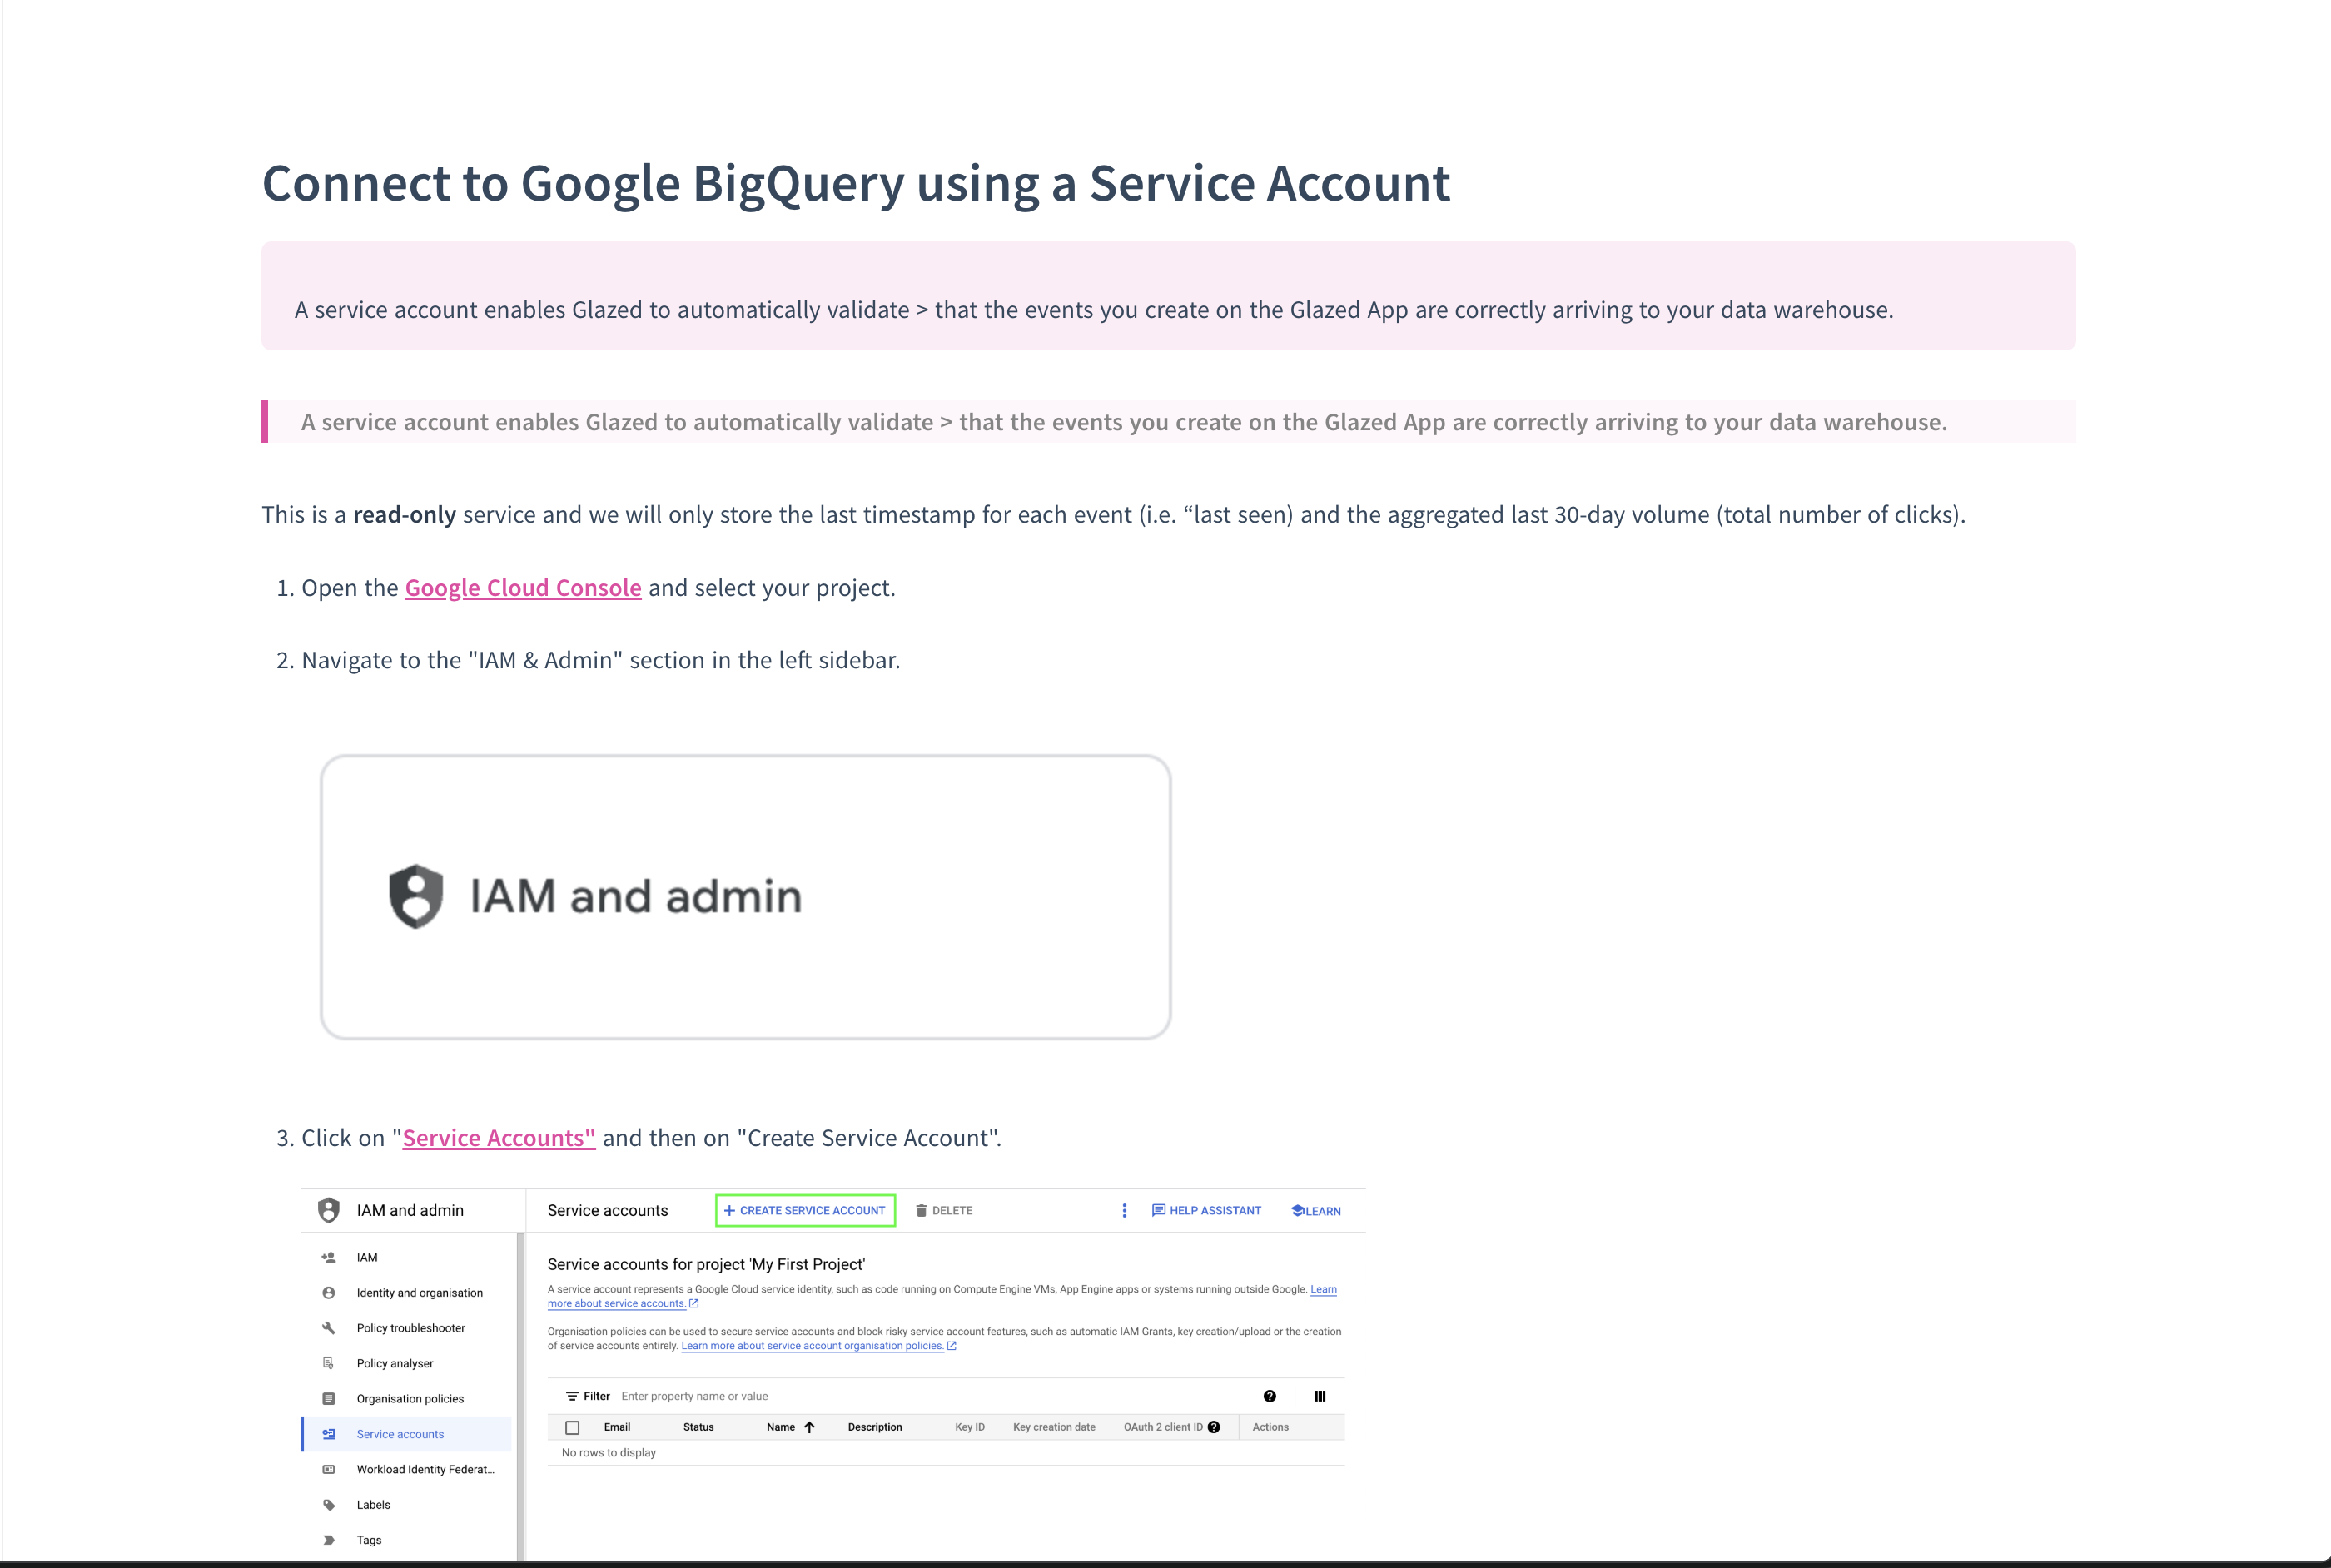 Connect to Google BigQuery using a Service Account
A service account enables Glazed to automatically validate > that the events you create on the Glazed App are correctly arriving to your data warehouse.
A service account enables Glazed to automatically validate > that the events you create on the Glazed App are correctly arriving to your data warehouse.
This is a read-only service and we will only store the last timestamp for each event (i.e. “last seen) and the aggregated last 30-day volume (total number of clicks).
1. Open the Google Cloud Console and select your project.
2. Navigate to the "IAM & Admin" section in the left sidebar.
IAM and admin
3. Click on "Service Accounts" and then on "Create Service Account".
IAM and admin
Service accounts
CREATE SERVICE ACCOUNT
DELETE
HELP ASSISTANT
LEARN
IAM
Identity and organisation
Policy troubleshooter
Policy analyser
Organisation policies
Service accounts
Workload Identity Federat...
Labels
Tags
Service accounts for project 'My First Project'
A service account represents a Google Cloud service identity, such as code running on Compute Engine VMs, App Engine apps or systems running outside Google. Learn
more about service accounts.
Organisation policies can be used to secure service accounts and block risky service account features, such as automatic IAM Grants, key creation/upload or the creation
of service accounts entirely. Learn more about service account organisation policies.
Filter Enter property name or value
Email Status Name Description Key ID Key creation date OAuth 2 client ID Actions
No rows to display